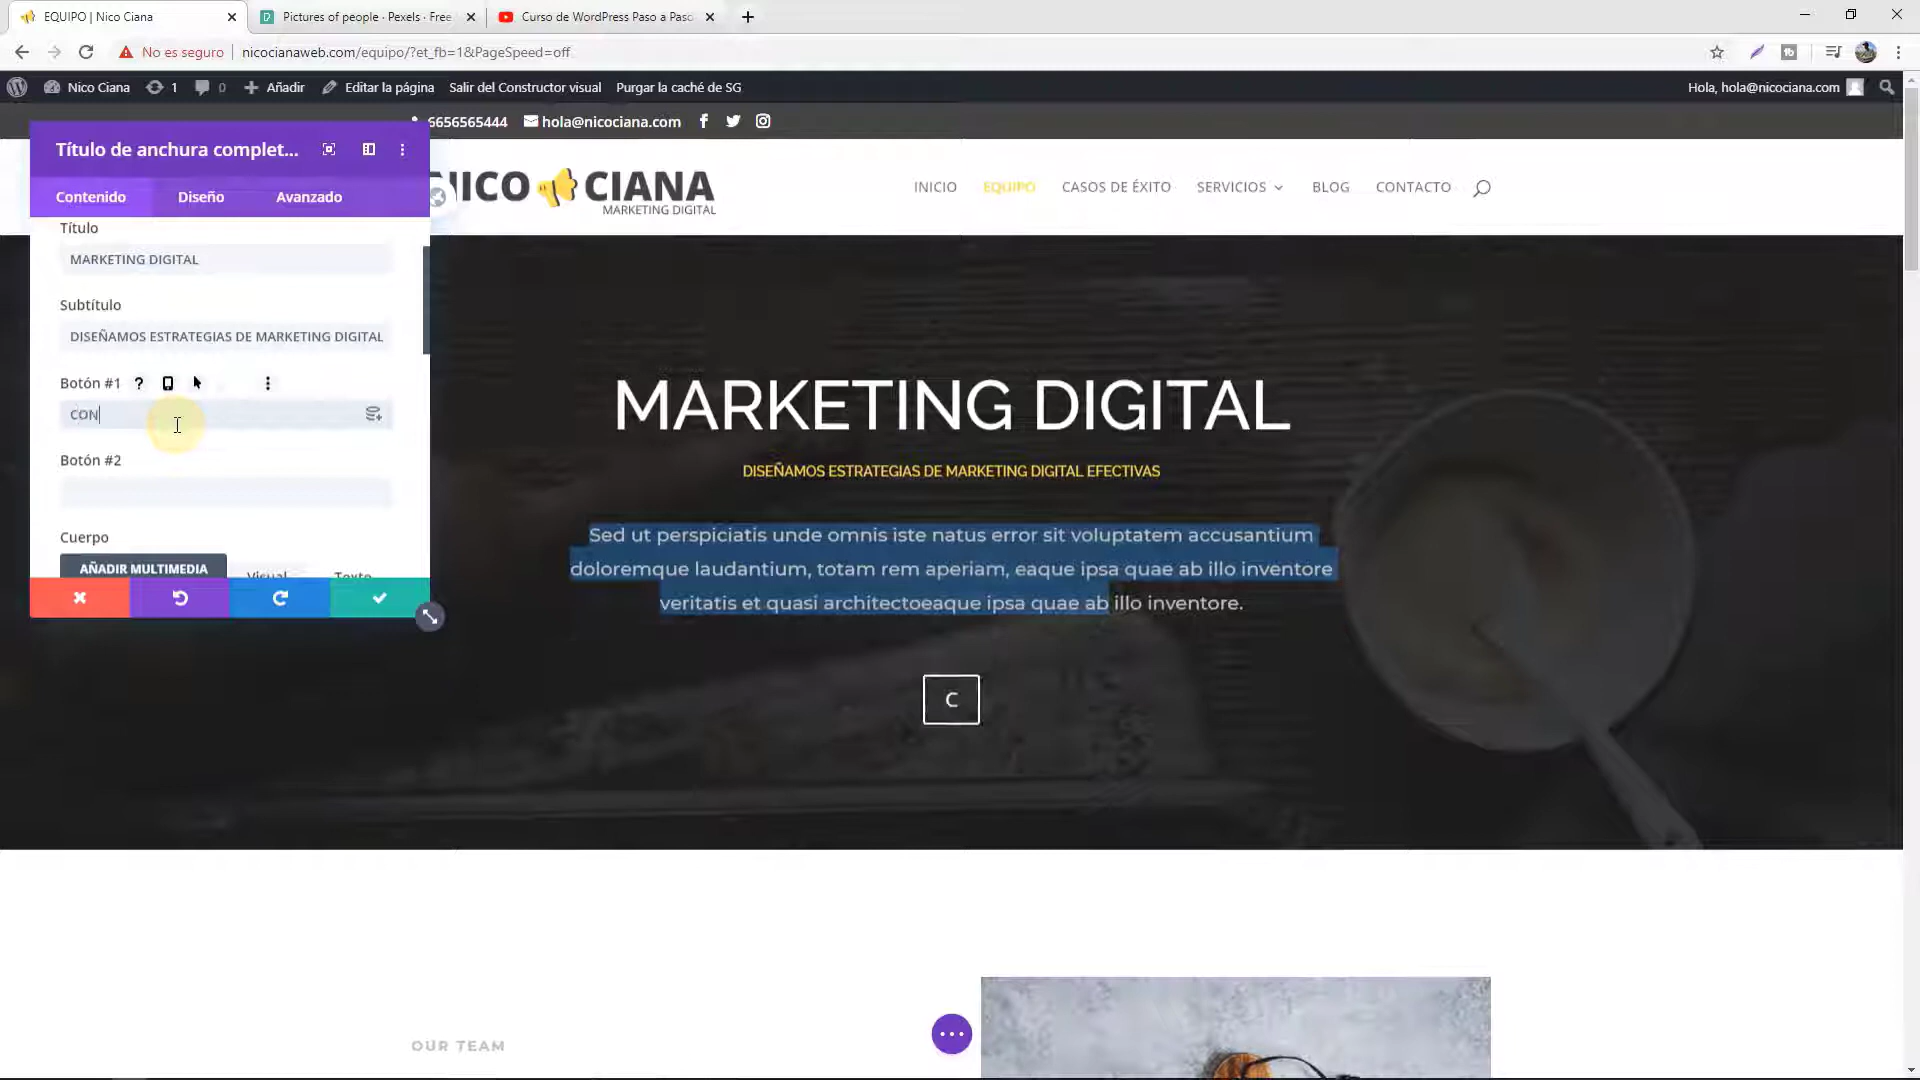 EQUIPO | Nico Ciana
Pictures of people · Pexels · Free
Curso de WordPress Paso a Paso
No es seguro
nicocianaweb.com/equipo/?et_fb=1&PageSpeed=off
Nico Ciana
1
0
Añadir
Editar la página
Salir del Constructor visual
Purgar la caché de SG
Hola, hola@nicociana.com
6656565444
hola@nicociana.com
Título de anchura complet...
Contenido
Diseño
Avanzado
NICO CIANA
MARKETING DIGITAL
INICIO
EQUIPO
CASOS DE ÉXITO
SERVICIOS
BLOG
CONTACTO
Título
MARKETING DIGITAL
Subtítulo
DISEÑAMOS ESTRATEGIAS DE MARKETING DIGITAL
Botón #1
CON
Botón #2
Cuerpo
AÑADIR MULTIMEDIA
Visual
Texto
MARKETING DIGITAL
DISEÑAMOS ESTRATEGIAS DE MARKETING DIGITAL EFECTIVAS
Sed ut perspiciatis unde omnis iste natus error sit voluptatem accusantium
doloremque laudantium, totam rem aperiam, eaque ipsa quae ab illo inventore
veritatis et quasi architectoeaque ipsa quae ab illo inventore.
C
OUR TEAM